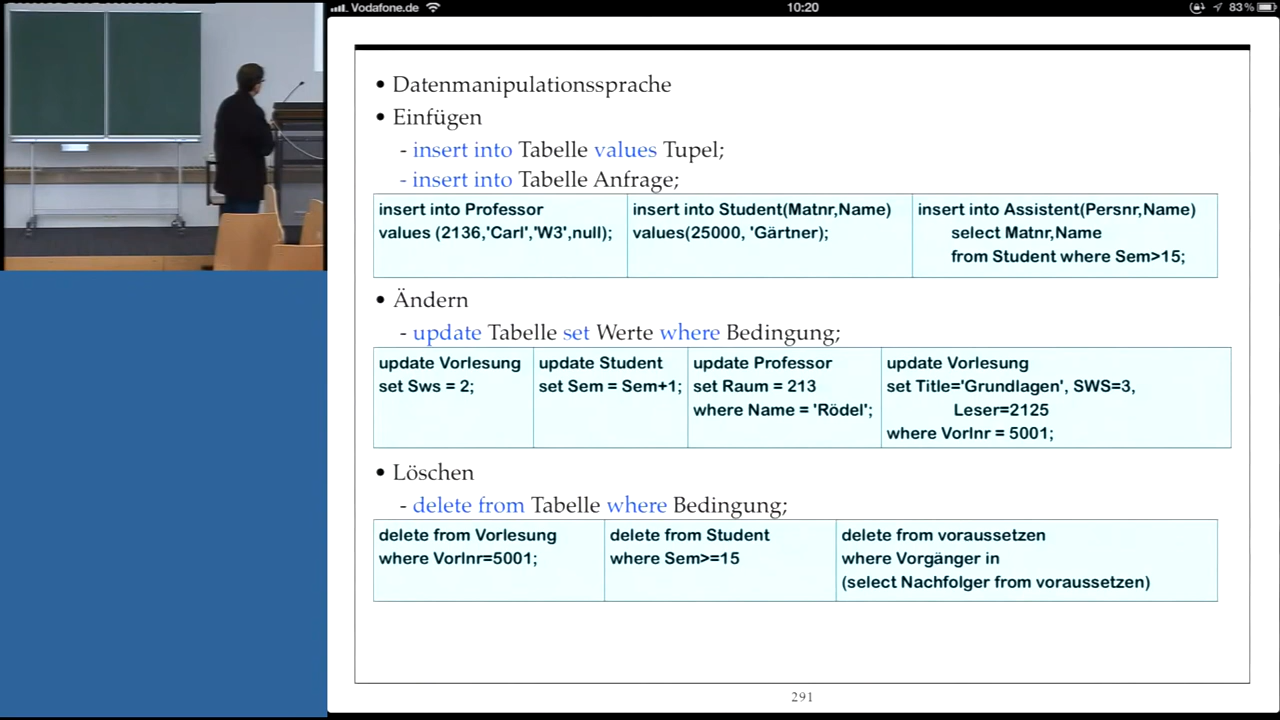 Vodafone.de 10:20 83%
• Datenmanipulationssprache
• Einfügen
- insert into Tabelle values Tupel;
- insert into Tabelle Anfrage;
insert into Professor
values (2136,'Carl','W3',null);
insert into Student(Matnr,Name)
values(25000, 'Gärtner);
insert into Assistent(Persnr,Name)
select Matnr,Name
from Student where Sem>15;
• Ändern
- update Tabelle set Werte where Bedingung;
update Vorlesung
set Sws = 2;
update Student
set Sem = Sem+1;
update Professor
set Raum = 213
where Name = 'Rödel';
update Vorlesung
set Title='Grundlagen', SWS=3,
Leser=2125
where Vorlnr = 5001;
• Löschen
- delete from Tabelle where Bedingung;
delete from Vorlesung
where Vorlnr=5001;
delete from Student
where Sem>=15
delete from voraussetzen
where Vorgänger in
(select Nachfolger from voraussetzen)
291